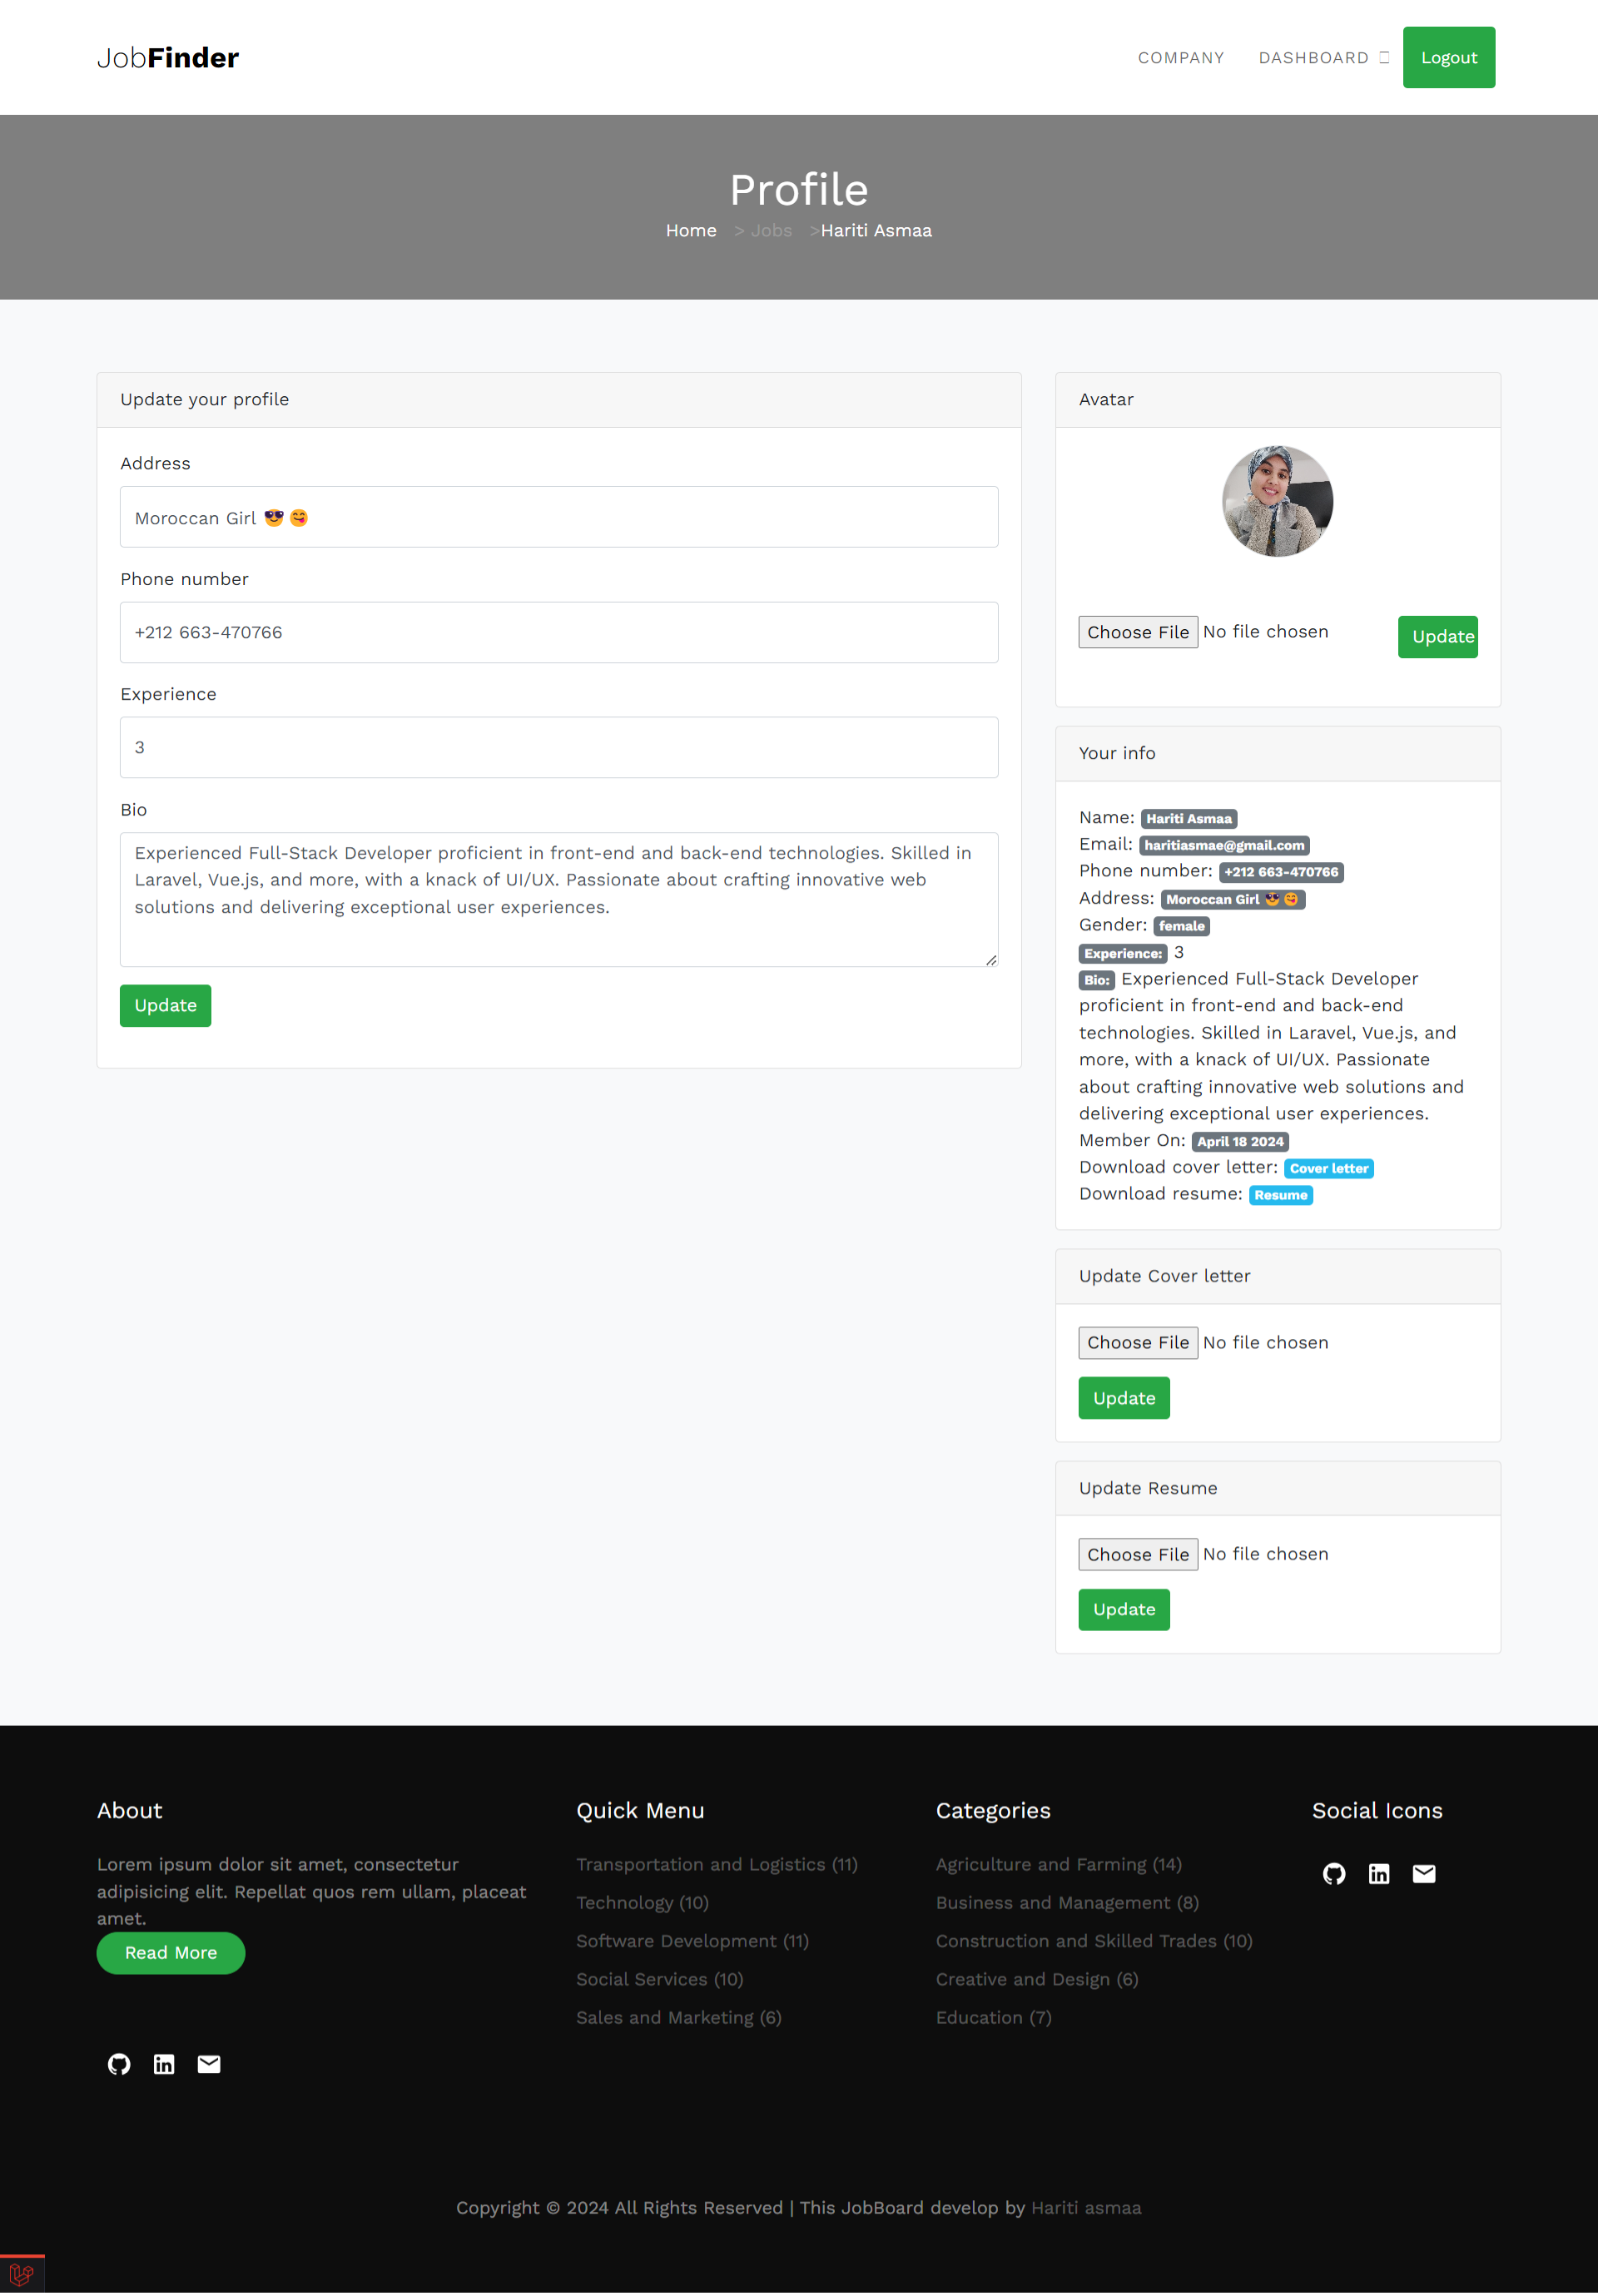 JobFinder
COMPANY
DASHBOARD
Logout
Profile
Home > Jobs >Hariti Asmaa
Update your profile
Address
Moroccan Girl 😎😋
Phone number
+212 663-470766
Experience
3
Bio
Experienced Full-Stack Developer proficient in front-end and back-end technologies. Skilled in
Laravel, Vue.js, and more, with a knack of UI/UX. Passionate about crafting innovative web
solutions and delivering exceptional user experiences.
Update
Avatar
Choose File No file chosen
Update
Your info
Name: Hariti Asmaa
Email: haritiasmae@gmail.com
Phone number: +212 663-470766
Address: Moroccan Girl 😎😋
Gender: female
Experience: 3
Bio: Experienced Full-Stack Developer
proficient in front-end and back-end
technologies. Skilled in Laravel, Vue.js, and
more, with a knack of UI/UX. Passionate
about crafting innovative web solutions and
delivering exceptional user experiences.
Member On: April 18 2024
Download cover letter: Cover letter
Download resume: Resume
Update Cover letter
Choose File No file chosen
Update
Update Resume
Choose File No file chosen
Update
About
Lorem ipsum dolor sit amet, consectetur
adipisicing elit. Repellat quos rem ullam, placeat
amet.
Read More
Quick Menu
Transportation and Logistics (11)
Technology (10)
Software Development (11)
Social Services (10)
Sales and Marketing (6)
Categories
Agriculture and Farming (14)
Business and Management (8)
Construction and Skilled Trades (10)
Creative and Design (6)
Education (7)
Social Icons
Copyright © 2024 All Rights Reserved | This JobBoard develop by Hariti asmaa